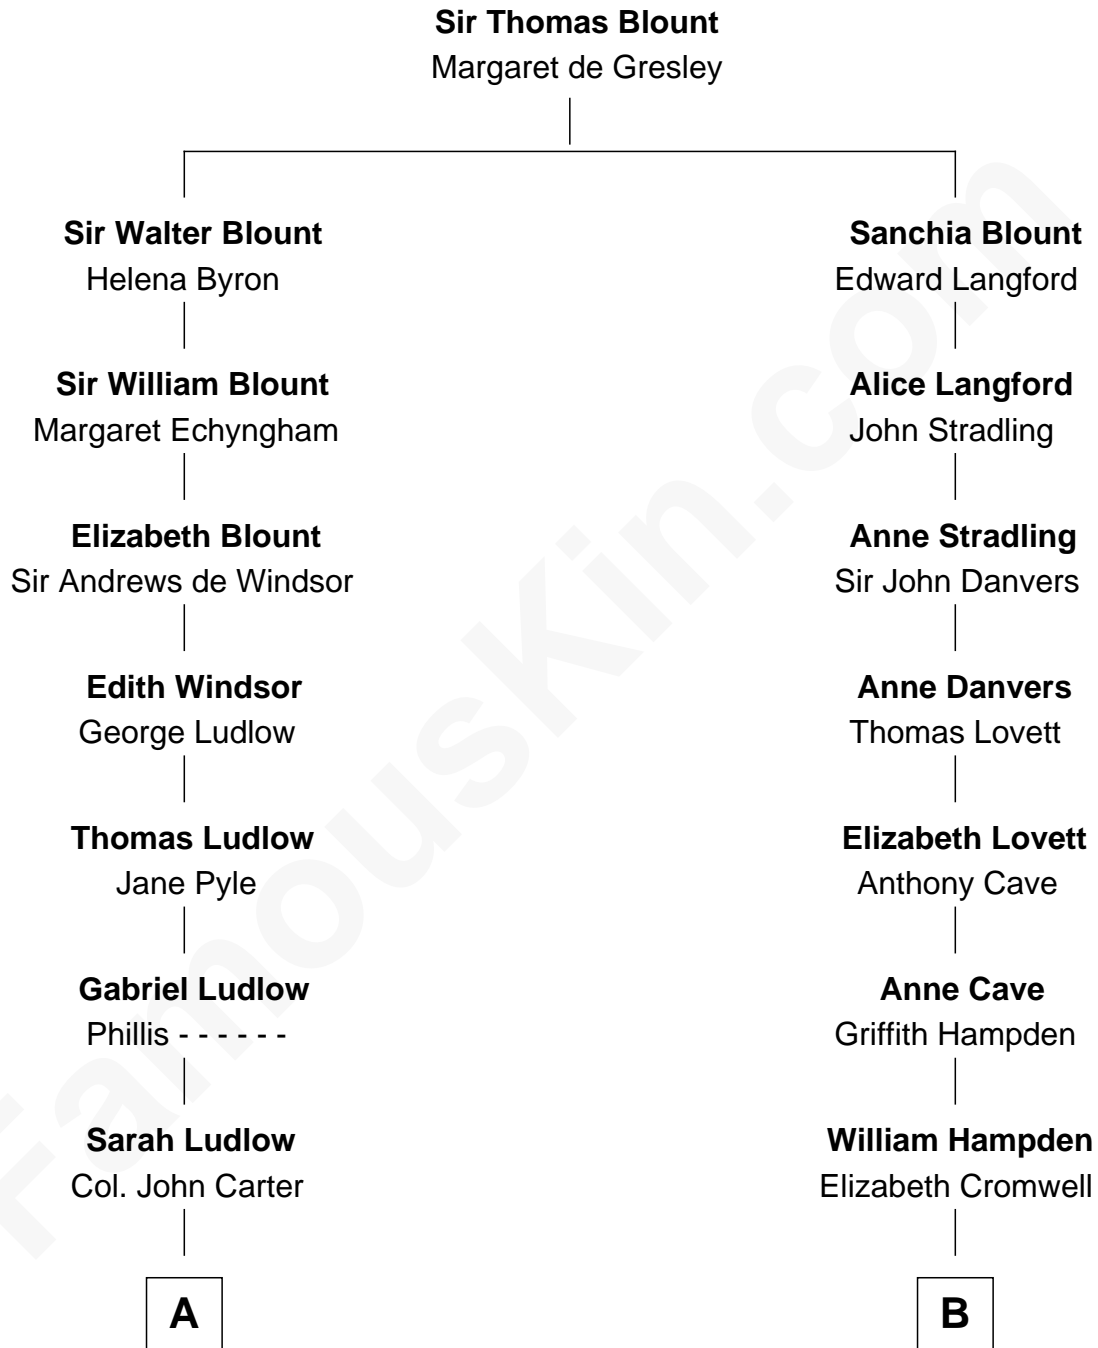 Sir Thomas Blount
Margaret de Gresley
Sir Walter Blount
Helena Byron
Sanchia Blount
Edward Langford
Sir William Blount
Margaret Echyngham
Alice Langford
John Stradling
Elizabeth Blount
Sir Andrews de Windsor
Anne Stradling
Sir John Danvers
Edith Windsor
George Ludlow
Anne Danvers
Thomas Lovett
Thomas Ludlow
Jane Pyle
Elizabeth Lovett
Anthony Cave
Gabriel Ludlow
Phillis - - - - - -
Anne Cave
Griffith Hampden
Sarah Ludlow
Col. John Carter
William Hampden
Elizabeth Cromwell
A
B
FamousKin.com